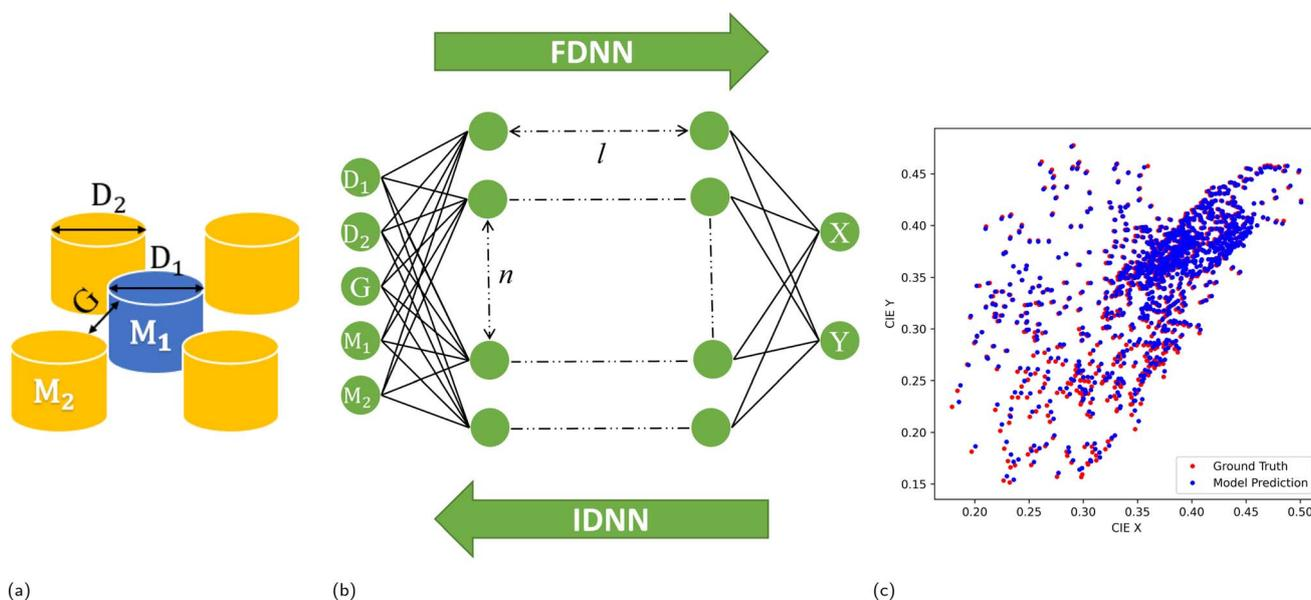 D₂
D₁
G
M₁
M₂
(a)
FDNN
l
D₁
D₂
n
X
G
M₁
Y
M₂
IDNN
(b)
0.45
0.40
0.35
0.30
0.25
0.20
0.15
CIE Y
Ground Truth
Model Prediction
0.20 0.25 0.30 0.35 0.40 0.45 0.50
CIE X
(c)